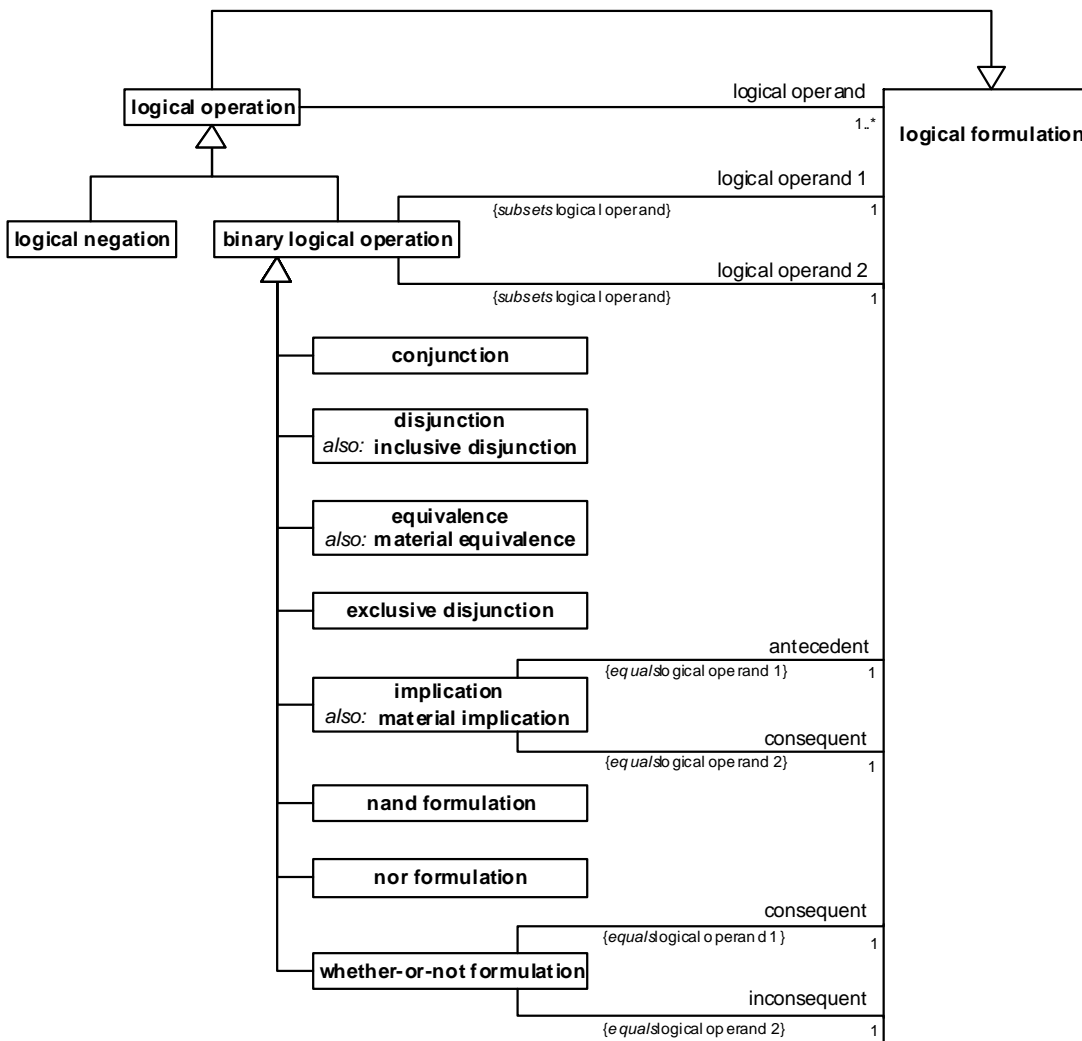 logical operand
logical operation
1..*
logical formulation
logical operand 1
{subsets logical operand}
1
logical negation
binary logical operation
logical operand 2
{subsets logical operand}
1
conjunction
disjunction
also: inclusive disjunction
equivalence
also: material equivalence
exclusive disjunction
antecedent
{equals logical operand 1}
1
implication
also: material implication
consequent
{equals logical operand 2}
1
nand formulation
nor formulation
consequent
{equals logical operand 1}
1
whether-or-not formulation
inconsequent
{equals logical operand 2}
1